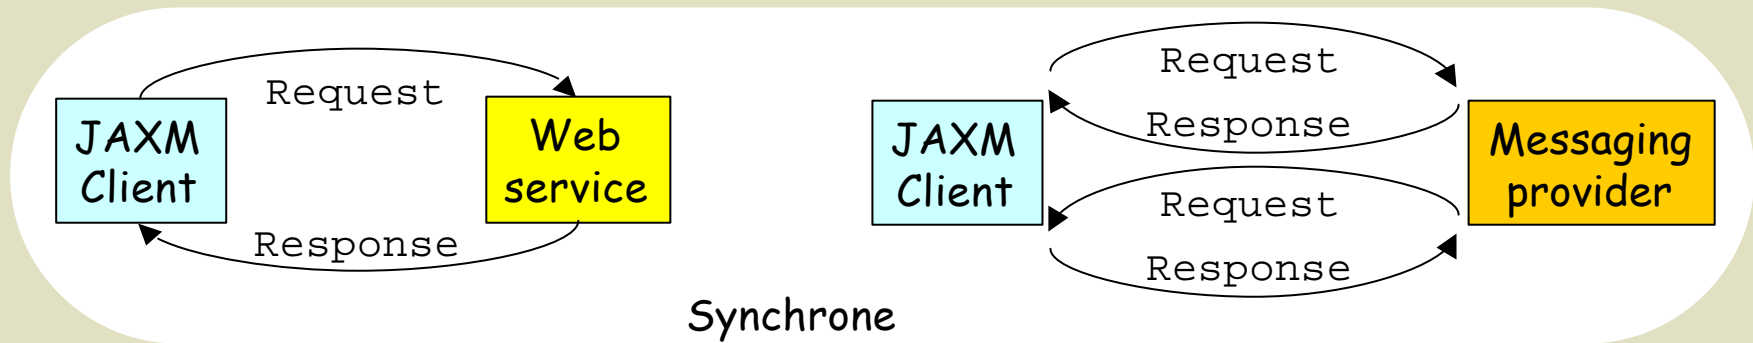 JAXM
Client
Request
Response
Web
service
JAXM
Client
Request
Response
Request
Response
Messaging
provider
Synchrone